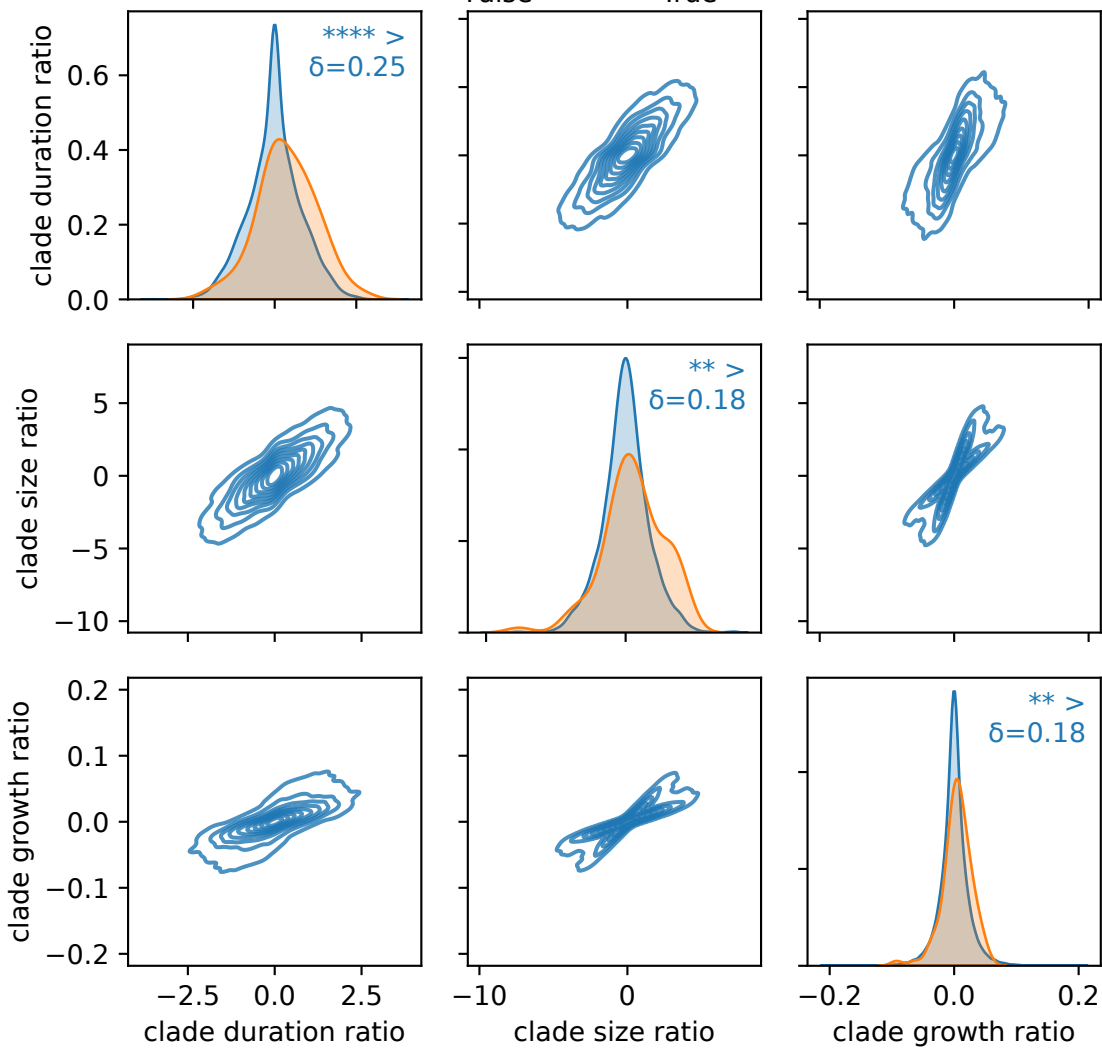 False True
clade duration ratio
0.6
0.4
0.2
0.0
**** >
δ=0.25
clade size ratio
5
0
−5
−10
** >
δ=0.18
clade growth ratio
0.2
0.1
0.0
−0.1
−0.2
** >
δ=0.18
−2.5 0.0 2.5
−10 0
−0.2 0.0 0.2
clade duration ratio
clade size ratio
clade growth ratio